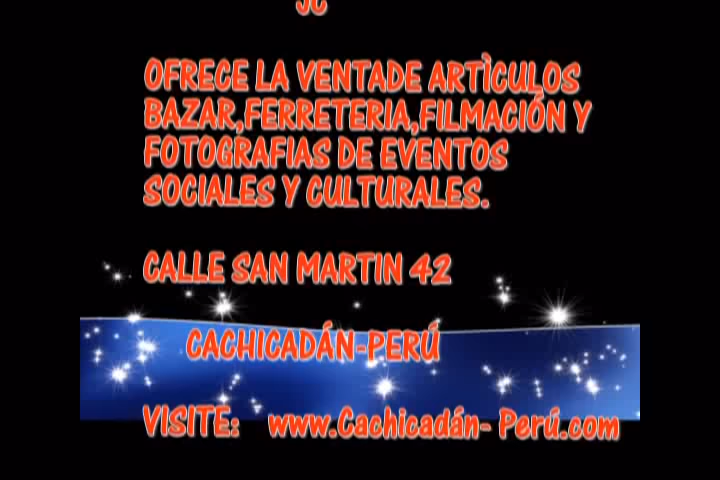 JC
OFRECE LA VENTADE ARTÌCULOS
BAZAR,FERRETERIA,FILMACIÓN Y
FOTOGRAFIAS DE EVENTOS
SOCIALES Y CULTURALES.
CALLE SAN MARTIN 42
CACHICADÁN-PERÚ
VISITE: www.Cachicadán- Perú.com